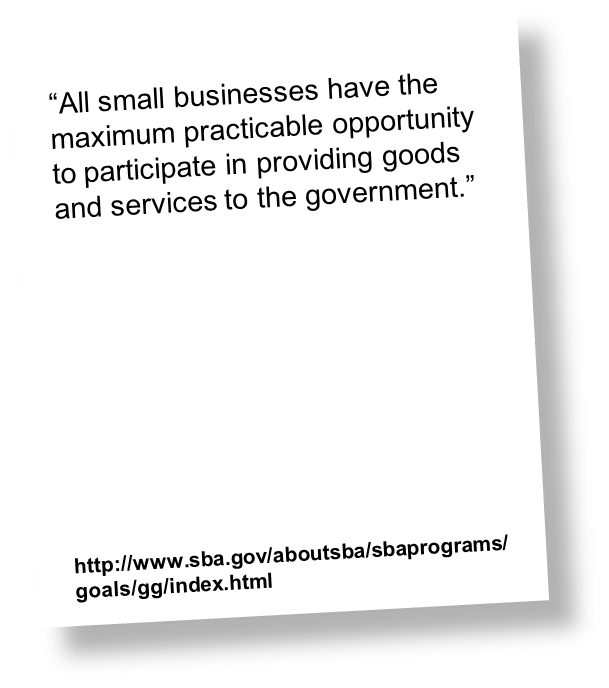 “All small businesses have the
maximum practicable opportunity
to participate in providing goods
and services to the government.”
http://www.sba.gov/aboutsba/sbaprograms/
goals/gg/index.html